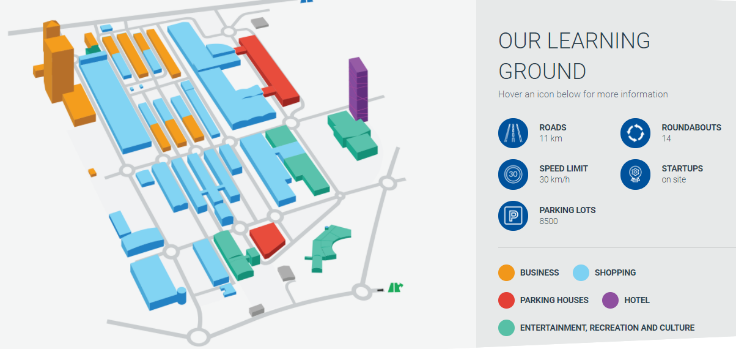 OUR LEARNING
GROUND
Hover an icon below for more information
ROADS
11 km
ROUNDABOUTS
14
30
SPEED LIMIT
30 km/h
STARTUPS
on site
P
PARKING LOTS
8500
BUSINESS
SHOPPING
PARKING HOUSES
HOTEL
ENTERTAINMENT, RECREATION AND CULTURE